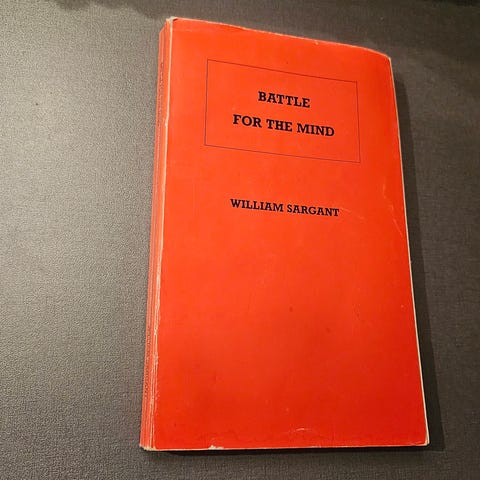 BATTLE
FOR THE MIND
WILLIAM SARGANT